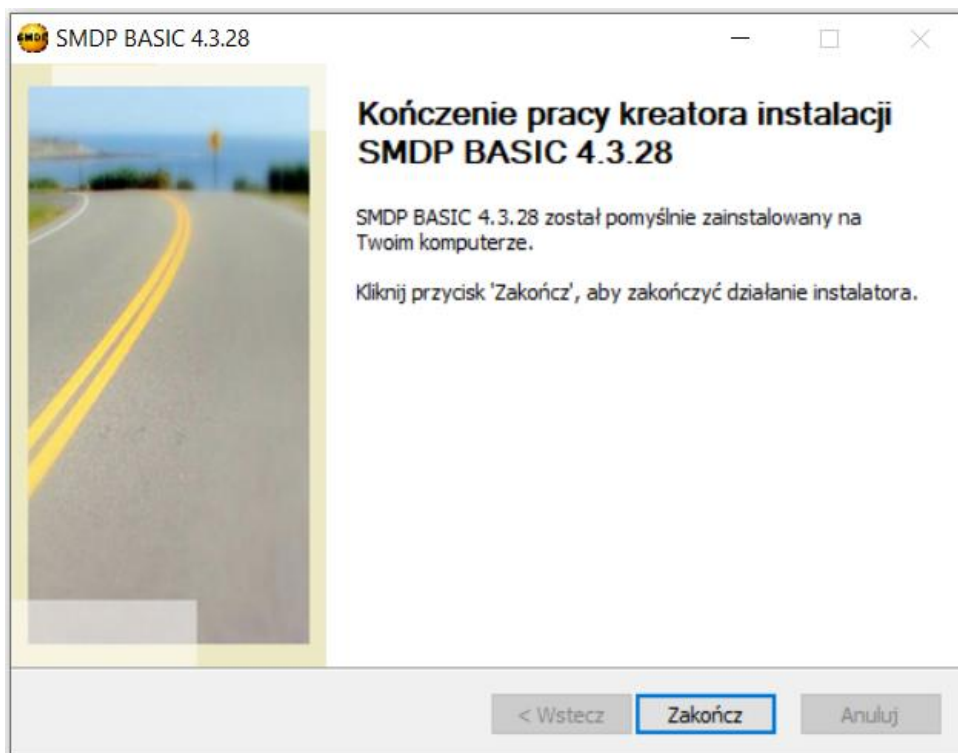 SMDP
SMDP BASIC 4.3.28
Kończenie pracy kreatora instalacji
SMDP BASIC 4.3.28
SMDP BASIC 4.3.28 został pomyślnie zainstalowany na
Twoim komputerze.
Kliknij przycisk 'Zakończ', aby zakończyć działanie instalatora.
< Wstecz
Zakończ
Anuluj